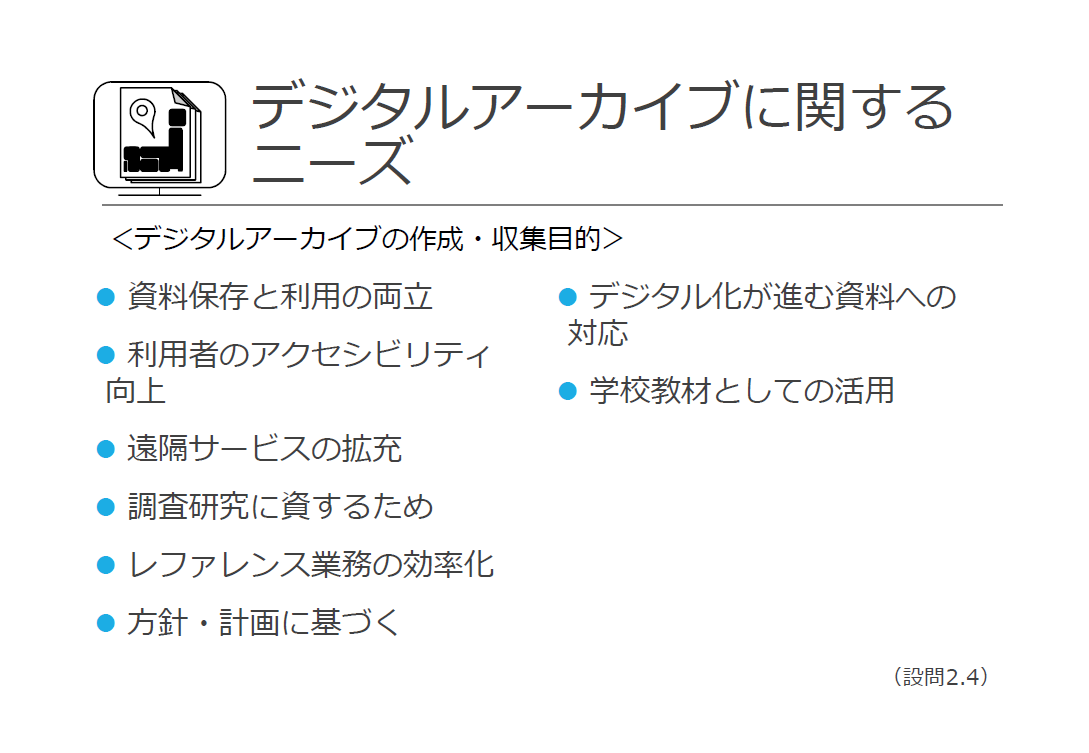 デジタルアーカイブに関する
ニーズ
＜デジタルアーカイブの作成・収集目的＞
● 資料保存と利用の両立
● 利用者のアクセシビリティ
向上
● 遠隔サービスの拡充
● 調査研究に資するため
● レファレンス業務の効率化
● 方針・計画に基づく
● デジタル化が進む資料への
対応
● 学校教材としての活用
（設問2.4）